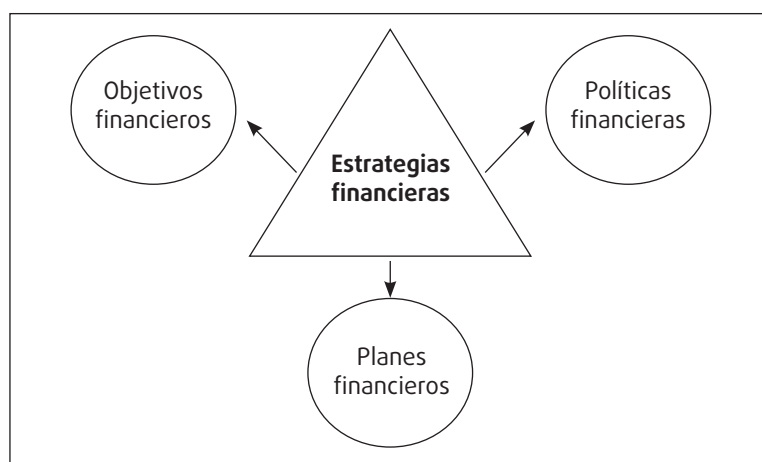 Objetivos
financieros
Políticas
financieras
Estrategias
financieras
Planes
financieros